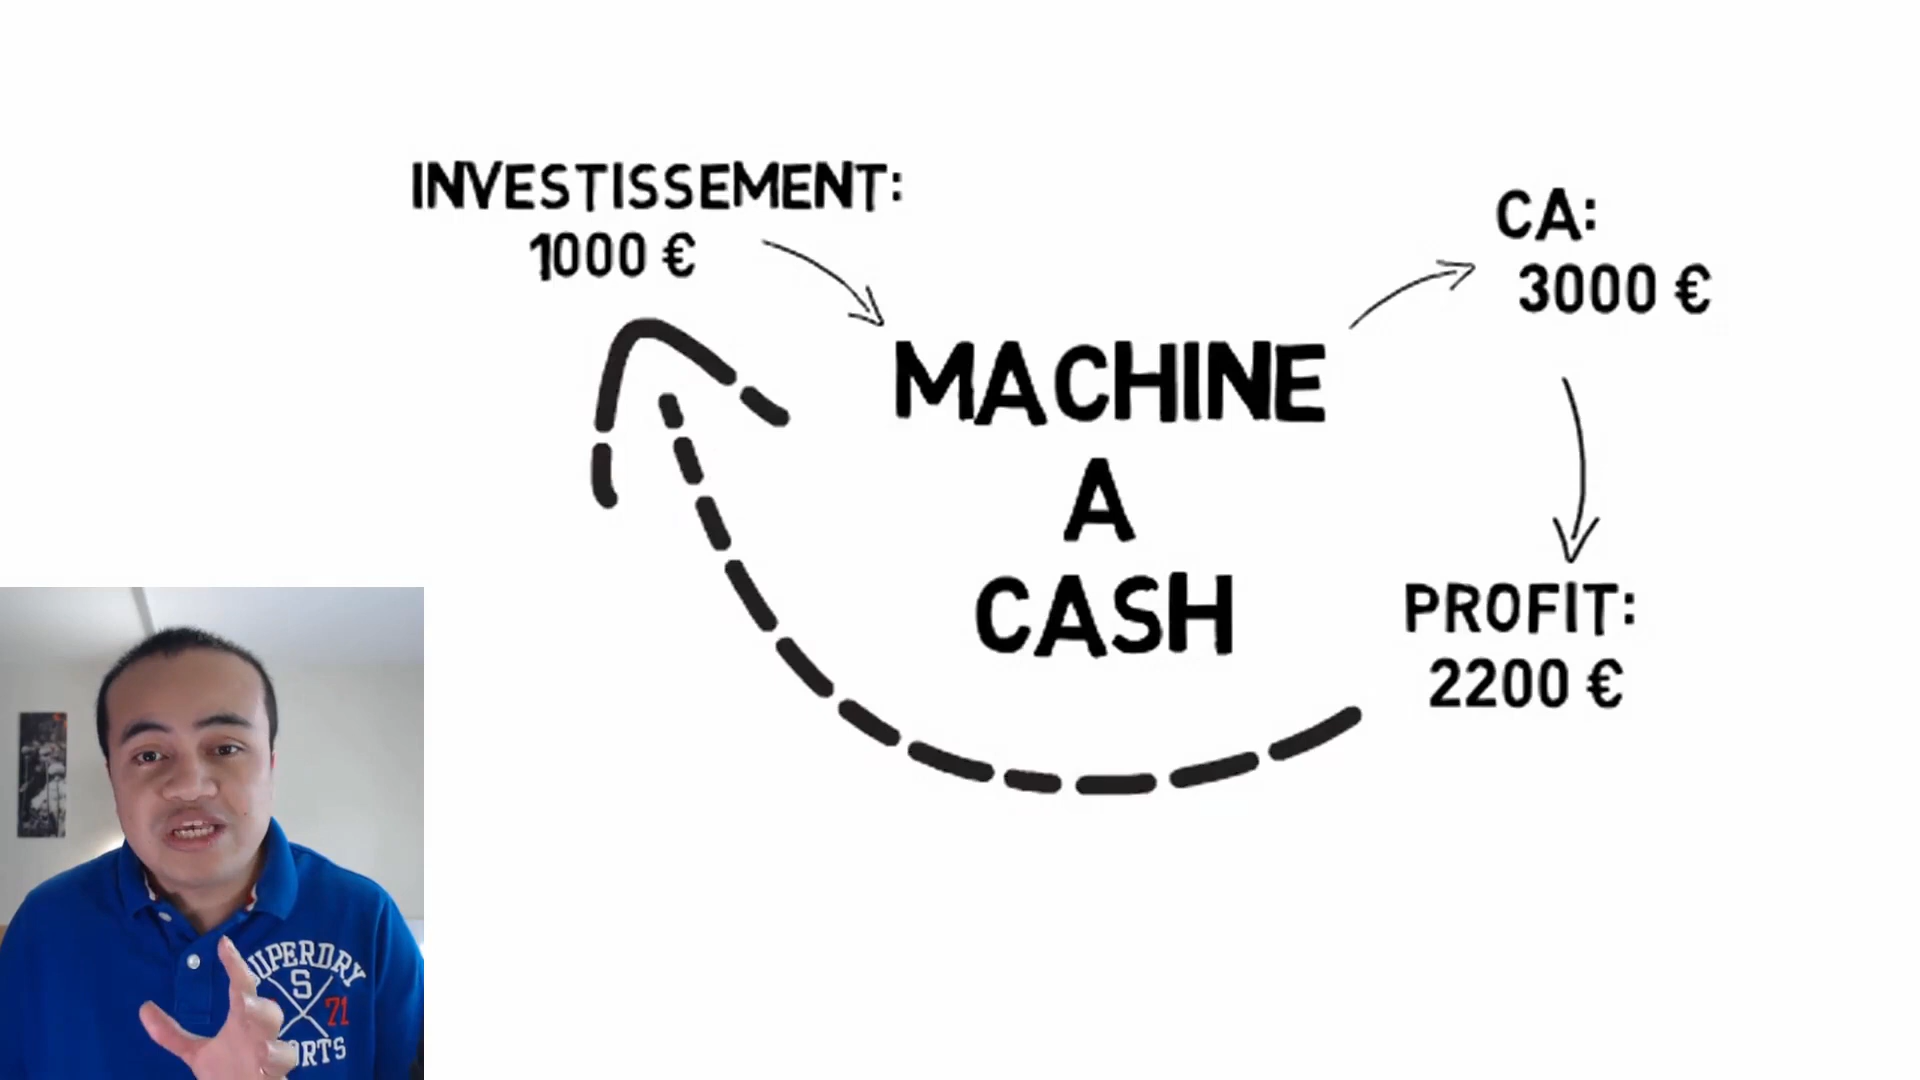 INVESTISSEMENT:
1000 €
CA:
3000 €
MACHINE
A
CASH
PROFIT:
2200 €
SUPERDRY
S
71
ORTS